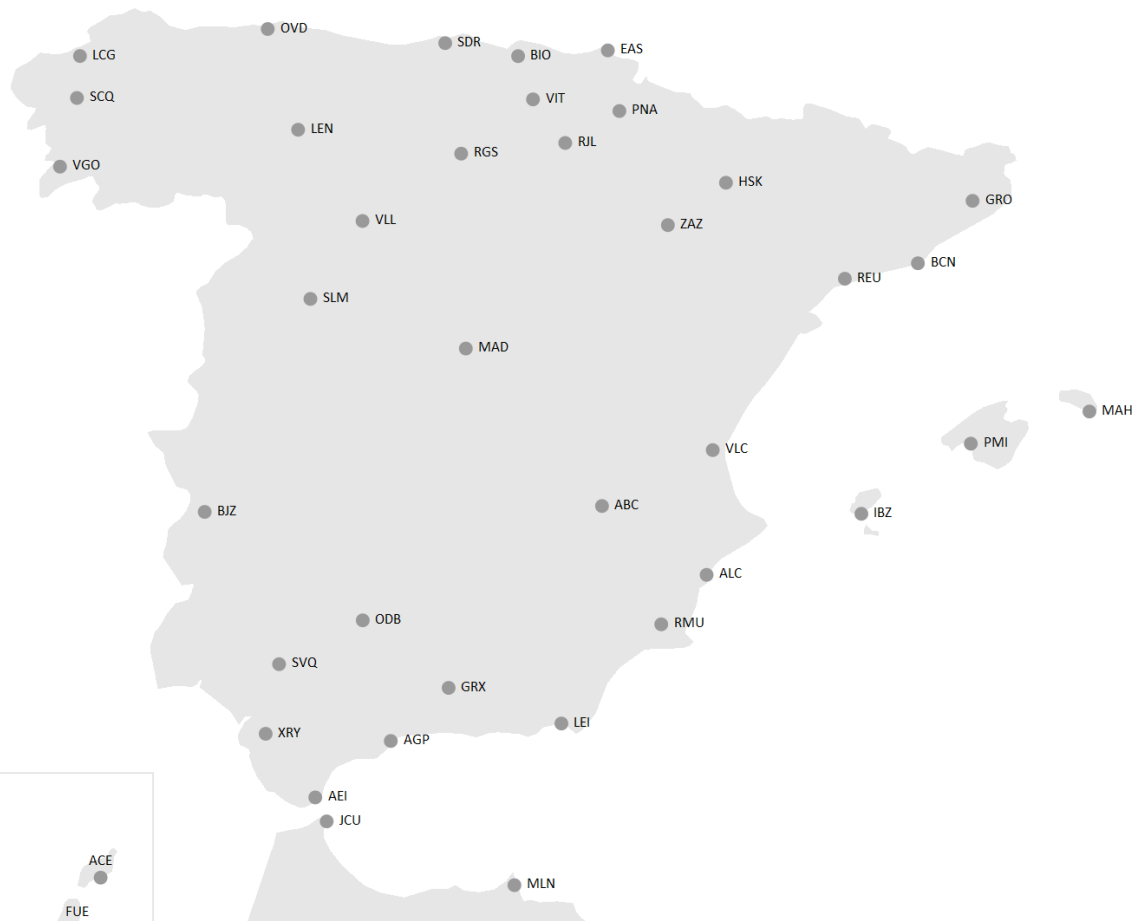 OVD
SDR
EAS
LCG
BIO
SCQ
VIT
PNA
LEN
RJL
RGS
VGO
HSK
GRO
VLL
ZAZ
BCN
REU
SLM
MAD
MAH
PMI
VLC
ABC
BJZ
IBZ
ALC
ODB
RMU
SVQ
GRX
LEI
XRY
AGP
AEI
JCU
ACE
MLN
FUE